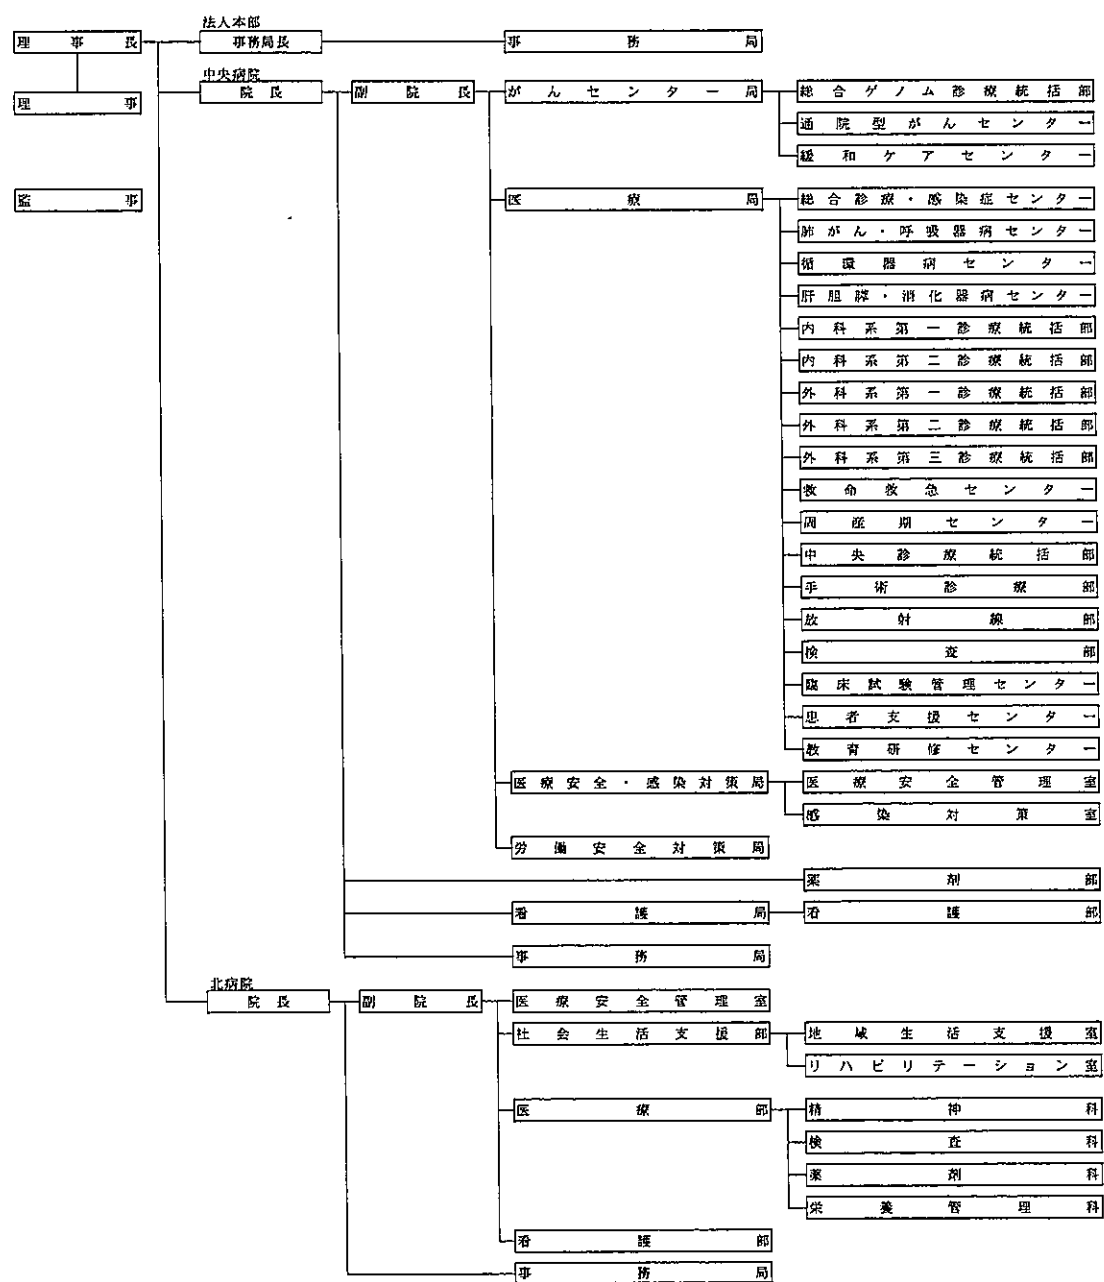 法人本部
理事長 事務局長 事務局
中央病院
院長 副院長 がんセンター局 総合ゲノム診療統括部
理事
通院型がんセンター
緩和ケアセンター
監事 医療局 総合診療・感染症センター
肺がん・呼吸器病センター
循環器病センター
肝胆膵・消化器病センター
内科系第一診療統括部
内科系第二診療統括部
外科系第一診療統括部
外科系第二診療統括部
外科系第三診療統括部
救命救急センター
周産期センター
中央診療統括部
手術診療部
放射線部
検査部
臨床試験管理センター
患者支援センター
教育研修センター
医療安全・感染対策局 医療安全管理室
感染対策室
労働安全対策局
薬剤部
看護局 看護部
事務局
北病院
院長 副院長 医療安全管理室
社会生活支援部 地域生活支援室
リハビリテーション室
医療部 精神科
検査科
薬剤科
栄養管理科
看護部
事務局